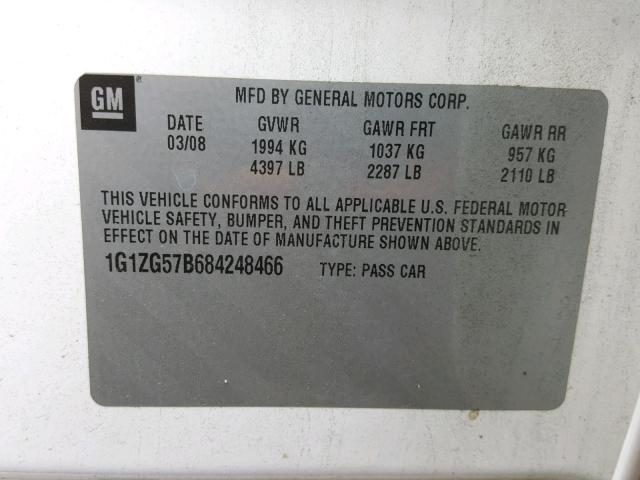 GM
MFD BY GENERAL MOTORS CORP.
DATE GVWR GAWR FRT GAWR RR
03/08 1994 KG 1037 KG 957 KG
4397 LB 2287 LB 2110 LB
THIS VEHICLE CONFORMS TO ALL APPLICABLE U.S. FEDERAL MOTOR
VEHICLE SAFETY, BUMPER, AND THEFT PREVENTION STANDARDS IN
EFFECT ON THE DATE OF MANUFACTURE SHOWN ABOVE.
1G1ZG57B684248466 TYPE: PASS CAR